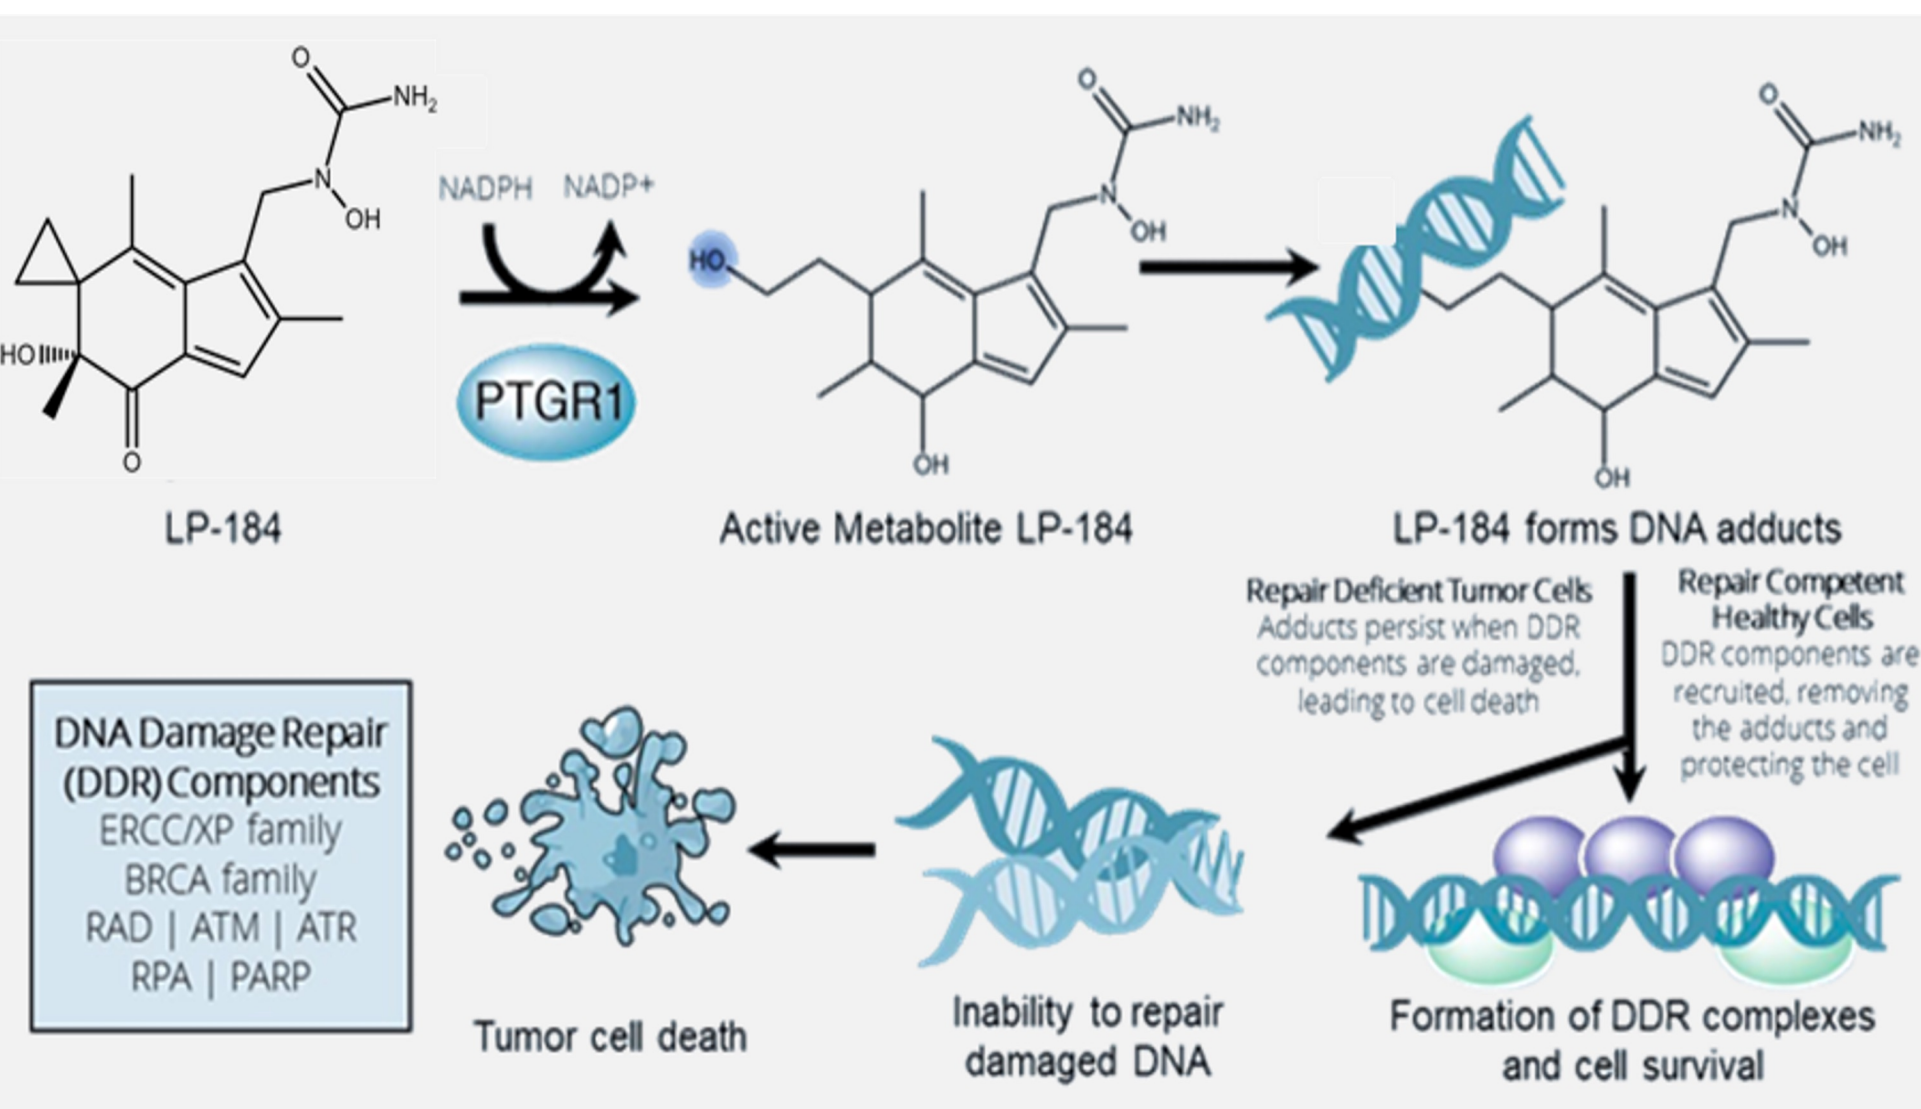 O
NH2
N
OH
HO
O
LP-184
NADPH NADP+
PTGR1
O
NH2
N
OH
HO
OH
Active Metabolite LP-184
O
NH2
N
OH
OH
LP-184 forms DNA adducts
Repair Deficient Tumor Cells
Adducts persist when DDR
components are damaged,
leading to cell death
Repair Competent
Healthy Cells
DDR components are
recruited, removing
the adducts and
protecting the cell
DNA Damage Repair
(DDR) Components
ERCC/XP family
BRCA family
RAD | ATM | ATR
RPA | PARP
Tumor cell death
Inability to repair
damaged DNA
Formation of DDR complexes
and cell survival